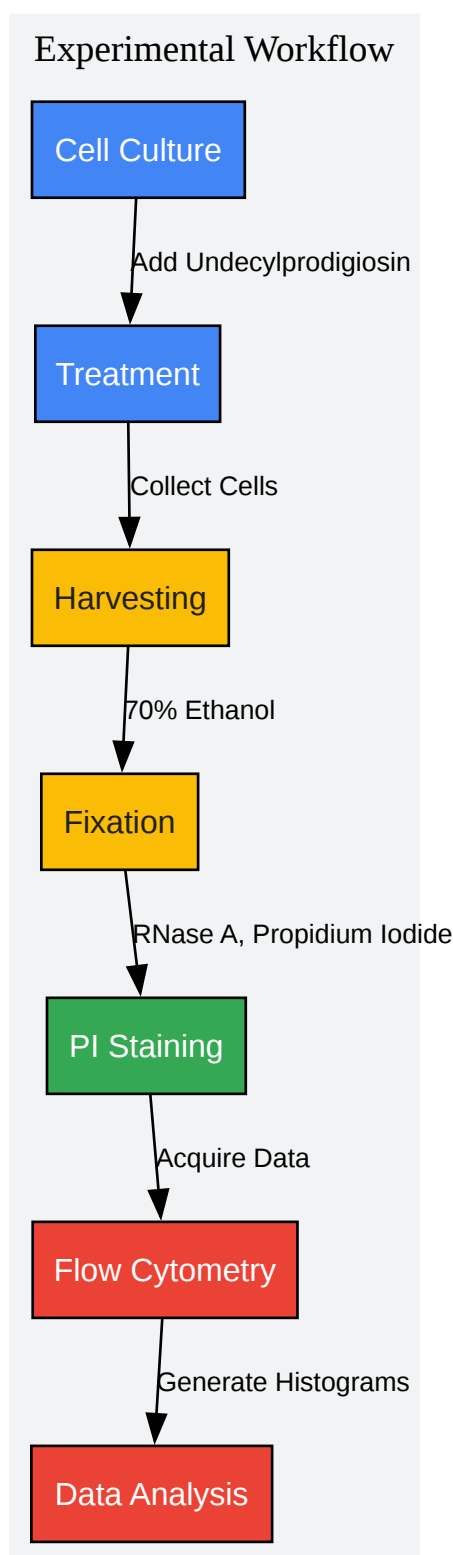 Experimental Workflow
Cell Culture
Add Undecylprodigiosin
Treatment
Collect Cells
Harvesting
70% Ethanol
Fixation
RNase A, Propidium Iodide
PI Staining
Acquire Data
Flow Cytometry
Generate Histograms
Data Analysis